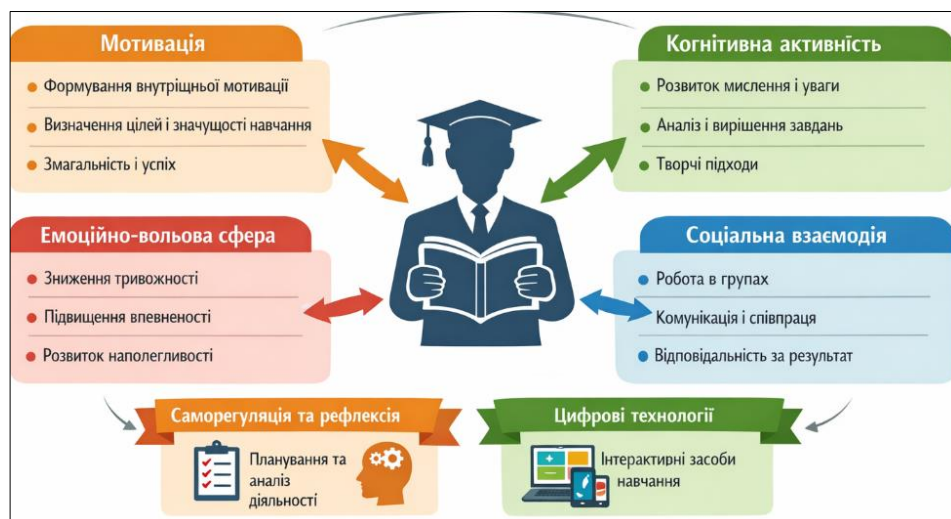 Мотивація
Формування внутріщньої мотивації
Визначення цілей і значущості навчання
Змагальність і успіх
Когнітивна активність
Розвиток мислення і уваги
Аналіз і вирішення завдань
Творчі підходи
Емоційно-вольова сфера
Зниження тривожності
Підвищення впевненості
Розвиток наполегливості
Соціальна взаємодія
Робота в групах
Комунікація і співпраця
Відповідальність за результат
Саморегуляція та рефлексія
Планування та
аналіз
діяльності
Цифрові технології
Інтерактивні засоби
навчання